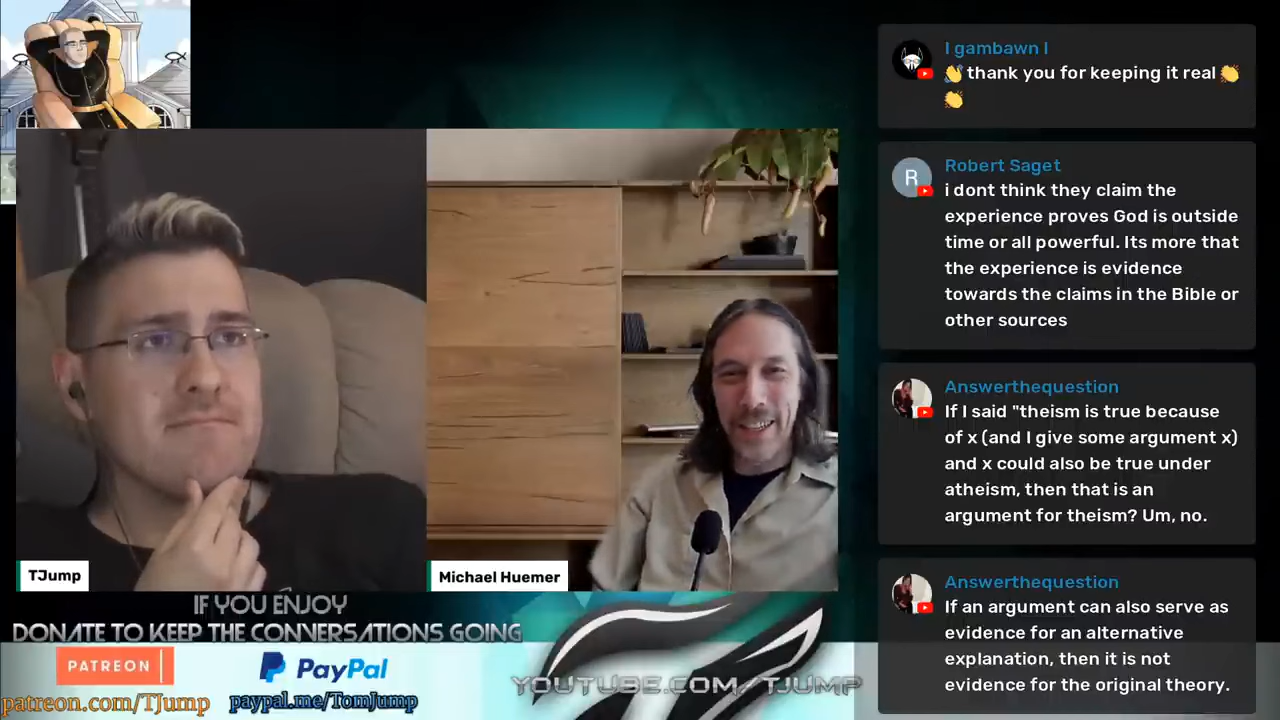 I gambawn I
👏 thank you for keeping it real 👏
👏
Robert Saget
i dont think they claim the
experience proves God is outside
time or all powerful. Its more that
the experience is evidence
towards the claims in the Bible or
other sources
Answerthequestion
If I said "theism is true because
of x (and I give some argument x)
and x could also be true under
atheism, then that is an
argument for theism? Um, no.
Answerthequestion
If an argument can also serve as
evidence for an alternative
explanation, then it is not
evidence for the original theory.
R
TJump
Michael Huemer
IF YOU ENJOY
DONATE TO KEEP THE CONVERSATIONS GOING
PATREON
PayPal
patreon.com/TJump
paypal.me/TomJump
YOUTUBE.COM/TJUMP